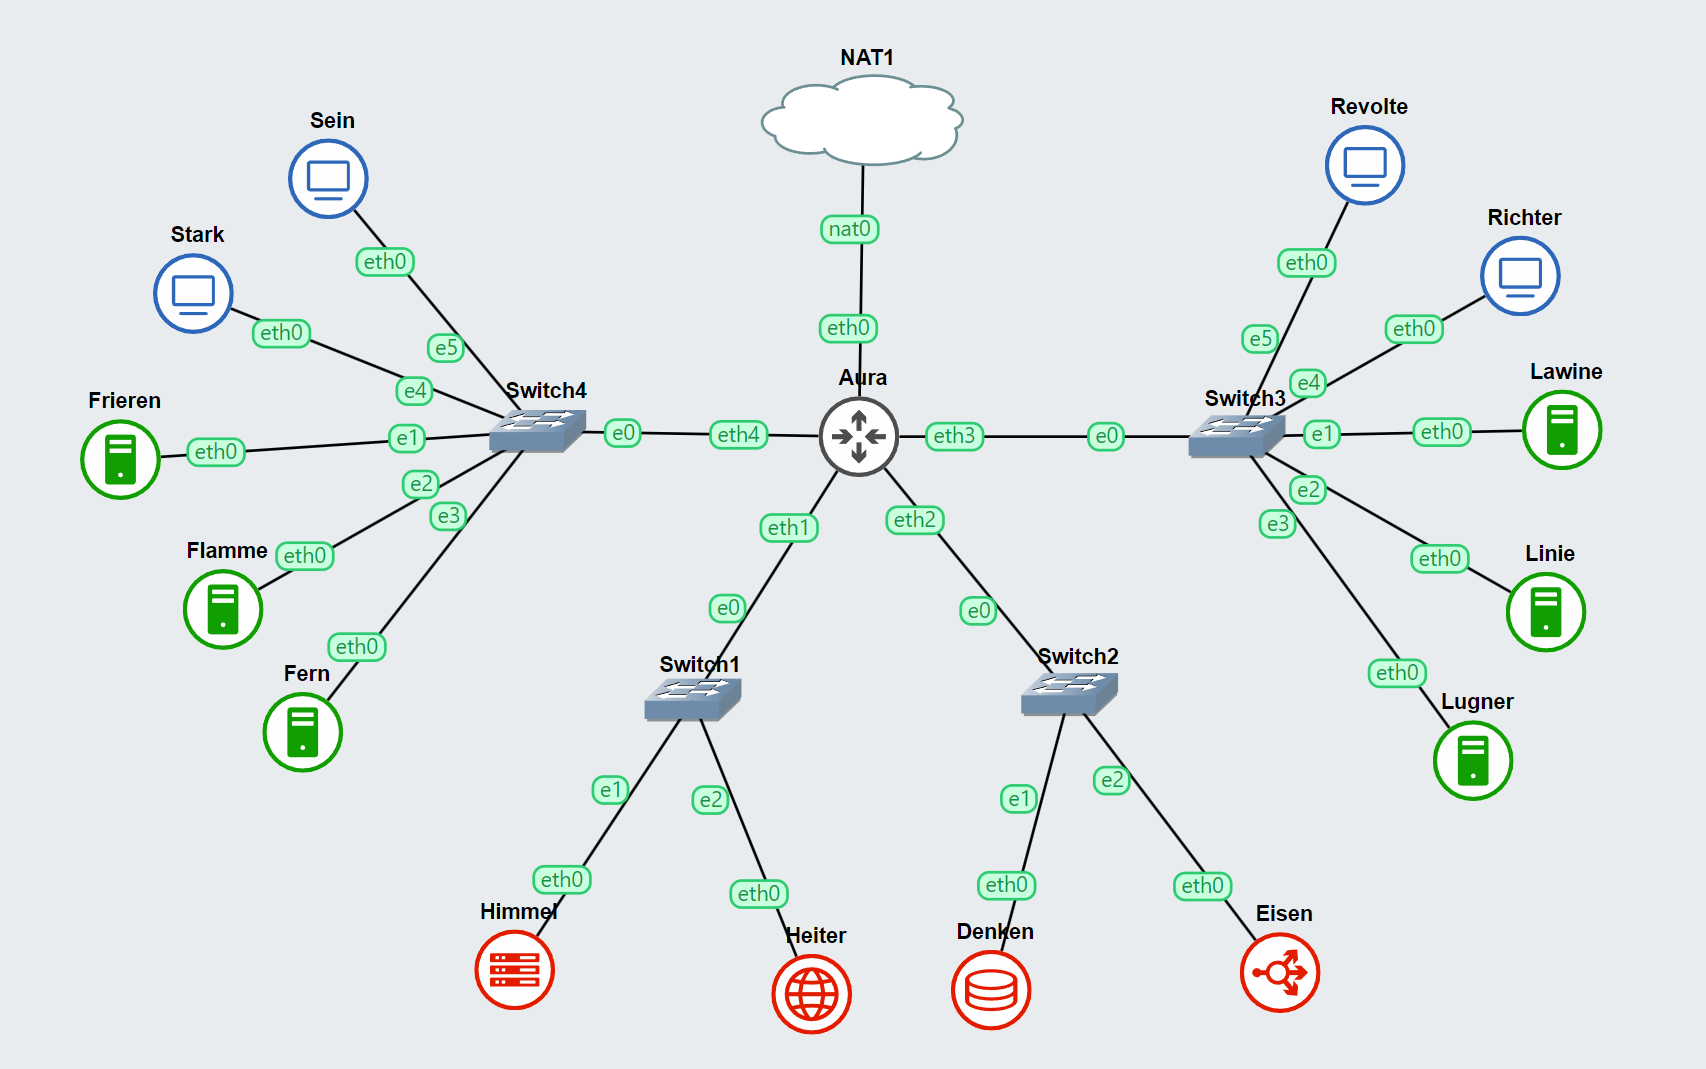 NAT1
Revolte
Sein
Richter
Stark
nat0
eth0
eth0
eth0
eth0
eth0
eth0
e5
e5
Lawine
Aura
e4
Switch4
e4
Switch3
Frieren
eth0
e1
e0
eth4
eth3
e0
e1
eth0
e2
e2
e3
eth1
eth2
e3
Flamme
eth0
Linie
eth0
e0
e0
eth0
Fern
Switch1
Switch2
eth0
Lugner
e1
e2
e1
e2
eth0
eth0
eth0
eth0
Himmel
Heiter
Denken
Eisen